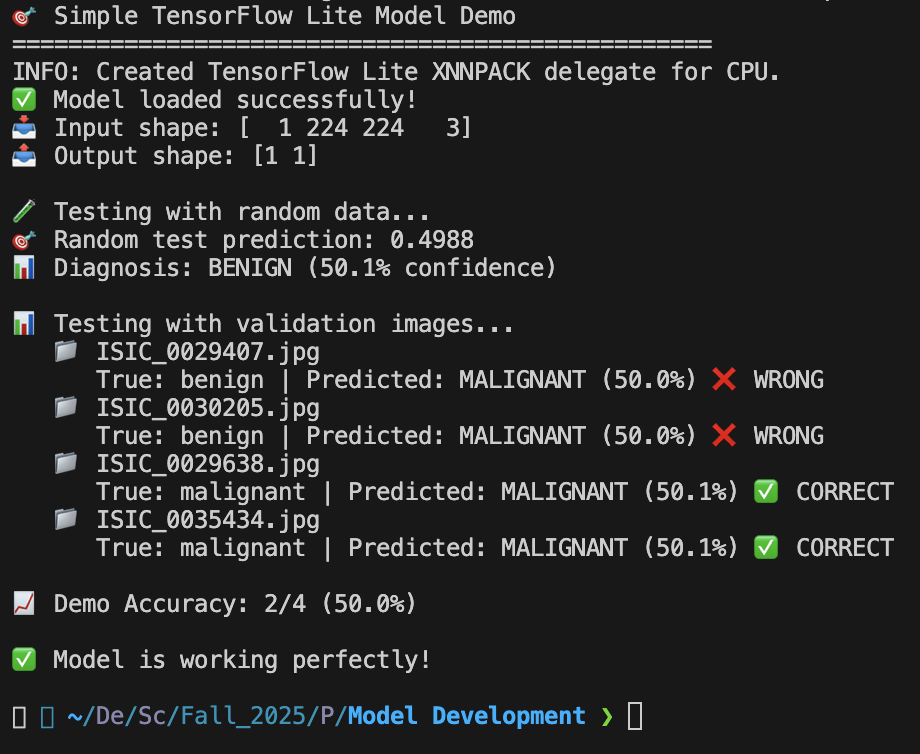 🎯 Simple TensorFlow Lite Model Demo
==================================================
INFO: Created TensorFlow Lite XNNPACK delegate for CPU.
✅ Model loaded successfully!
📥 Input shape: [  1 224 224   3]
📤 Output shape: [1 1]
🧪 Testing with random data...
🎯 Random test prediction: 0.4988
📊 Diagnosis: BENIGN (50.1% confidence)
📊 Testing with validation images...
📁 ISIC_0029407.jpg
True: benign | Predicted: MALIGNANT (50.0%) ❌ WRONG
📁 ISIC_0030205.jpg
True: benign | Predicted: MALIGNANT (50.0%) ❌ WRONG
📁 ISIC_0029638.jpg
True: malignant | Predicted: MALIGNANT (50.1%) ✅ CORRECT
📁 ISIC_0035434.jpg
True: malignant | Predicted: MALIGNANT (50.1%) ✅ CORRECT
📈 Demo Accuracy: 2/4 (50.0%)
✅ Model is working perfectly!
~/De/Sc/Fall_2025/P/Model Development ❯